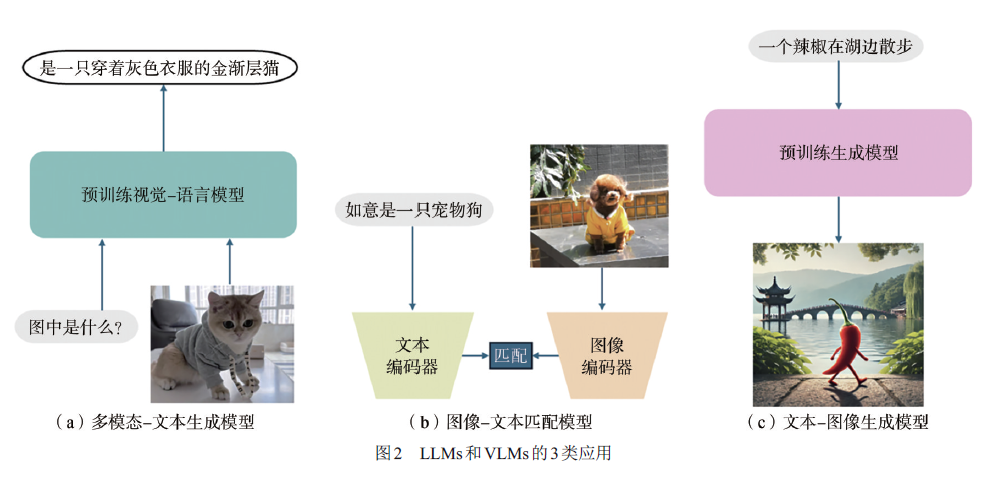 是一只穿着灰色衣服的金渐层猫
预训练视觉-语言模型
图中是什么?
(a)多模态-文本生成模型
如意是一只宠物狗
文本
编码器
匹配
图像
编码器
(b)图像-文本匹配模型
一个辣椒在湖边散步
预训练生成模型
(c)文本-图像生成模型
图2 LLMs和VLMs的3类应用